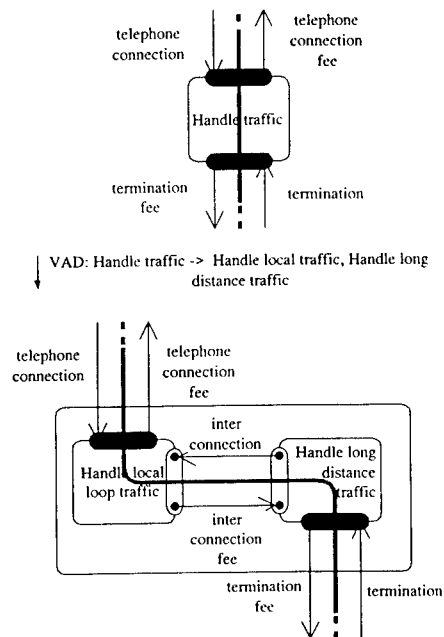 telephone
connection
telephone
connection
fee
Handle traffic
termination
fee
termination
VAD: Handle traffic -> Handle local traffic, Handle long
distance traffic
telephone
connection
telephone
connection
fee
inter
connection
Handle local
loop traffic
Handle long
distance
traffic
inter
connection
fee
termination
fee
termination